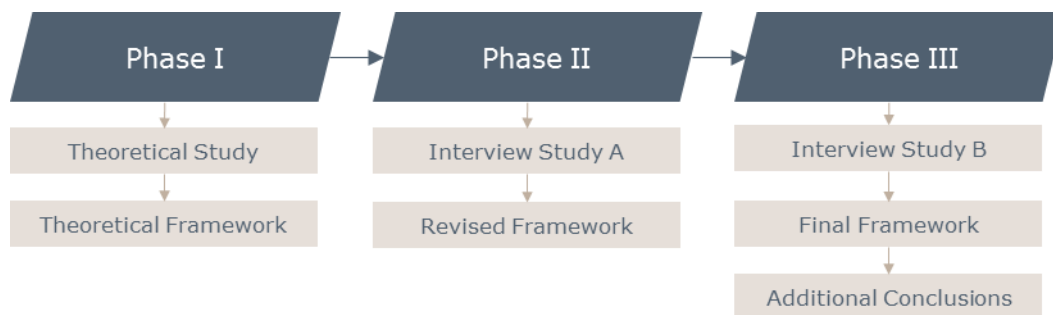 Phase I
Phase II
Phase III
Theoretical Study
Interview Study A
Interview Study B
Theoretical Framework
Revised Framework
Final Framework
Additional Conclusions